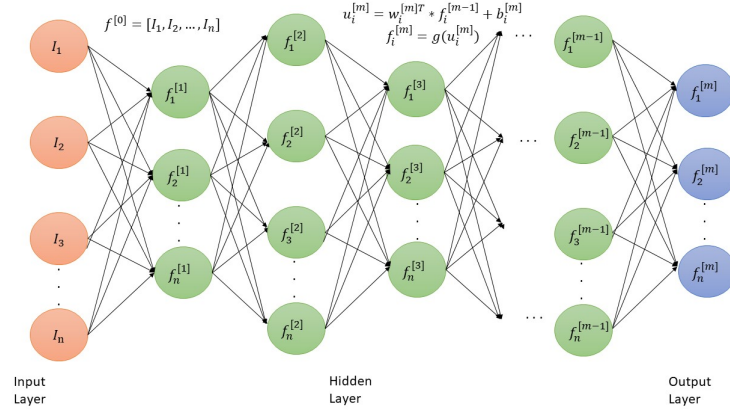 f^{[0]} = [I_1, I_2, ..., I_n]
u_i^{[m]} = w_i^{[m]T} * f_i^{[m-1]} + b_i^{[m]}
f_i^{[m]} = g(u_i^{[m]})
I_1
I_2
I_3
. . .
I_n
f_1^{[1]}
f_2^{[1]}
. . .
f_n^{[1]}
f_1^{[2]}
f_2^{[2]}
f_3^{[2]}
. . .
f_n^{[2]}
f_1^{[3]}
f_2^{[3]}
. . .
f_n^{[3]}
...
...
...
f_1^{[m-1]}
f_2^{[m-1]}
f_3^{[m-1]}
. . .
f_n^{[m-1]}
f_1^{[m]}
f_2^{[m]}
. . .
f_n^{[m]}
Input
Layer
Hidden
Layer
Output
Layer